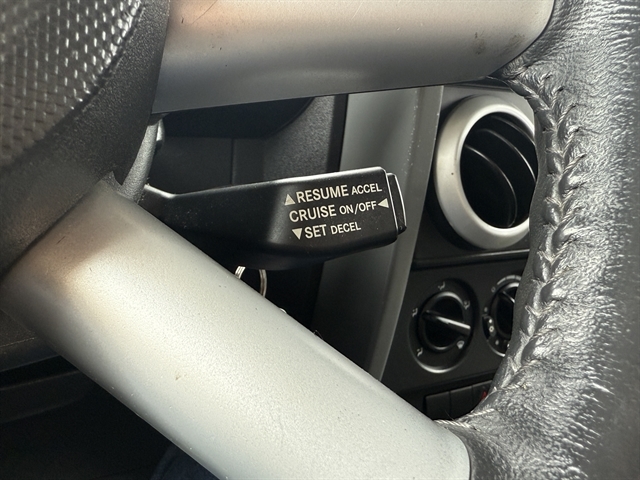 ▲RESUME ACCEL
CRUISE ON/OFF◀
▼SET DECEL